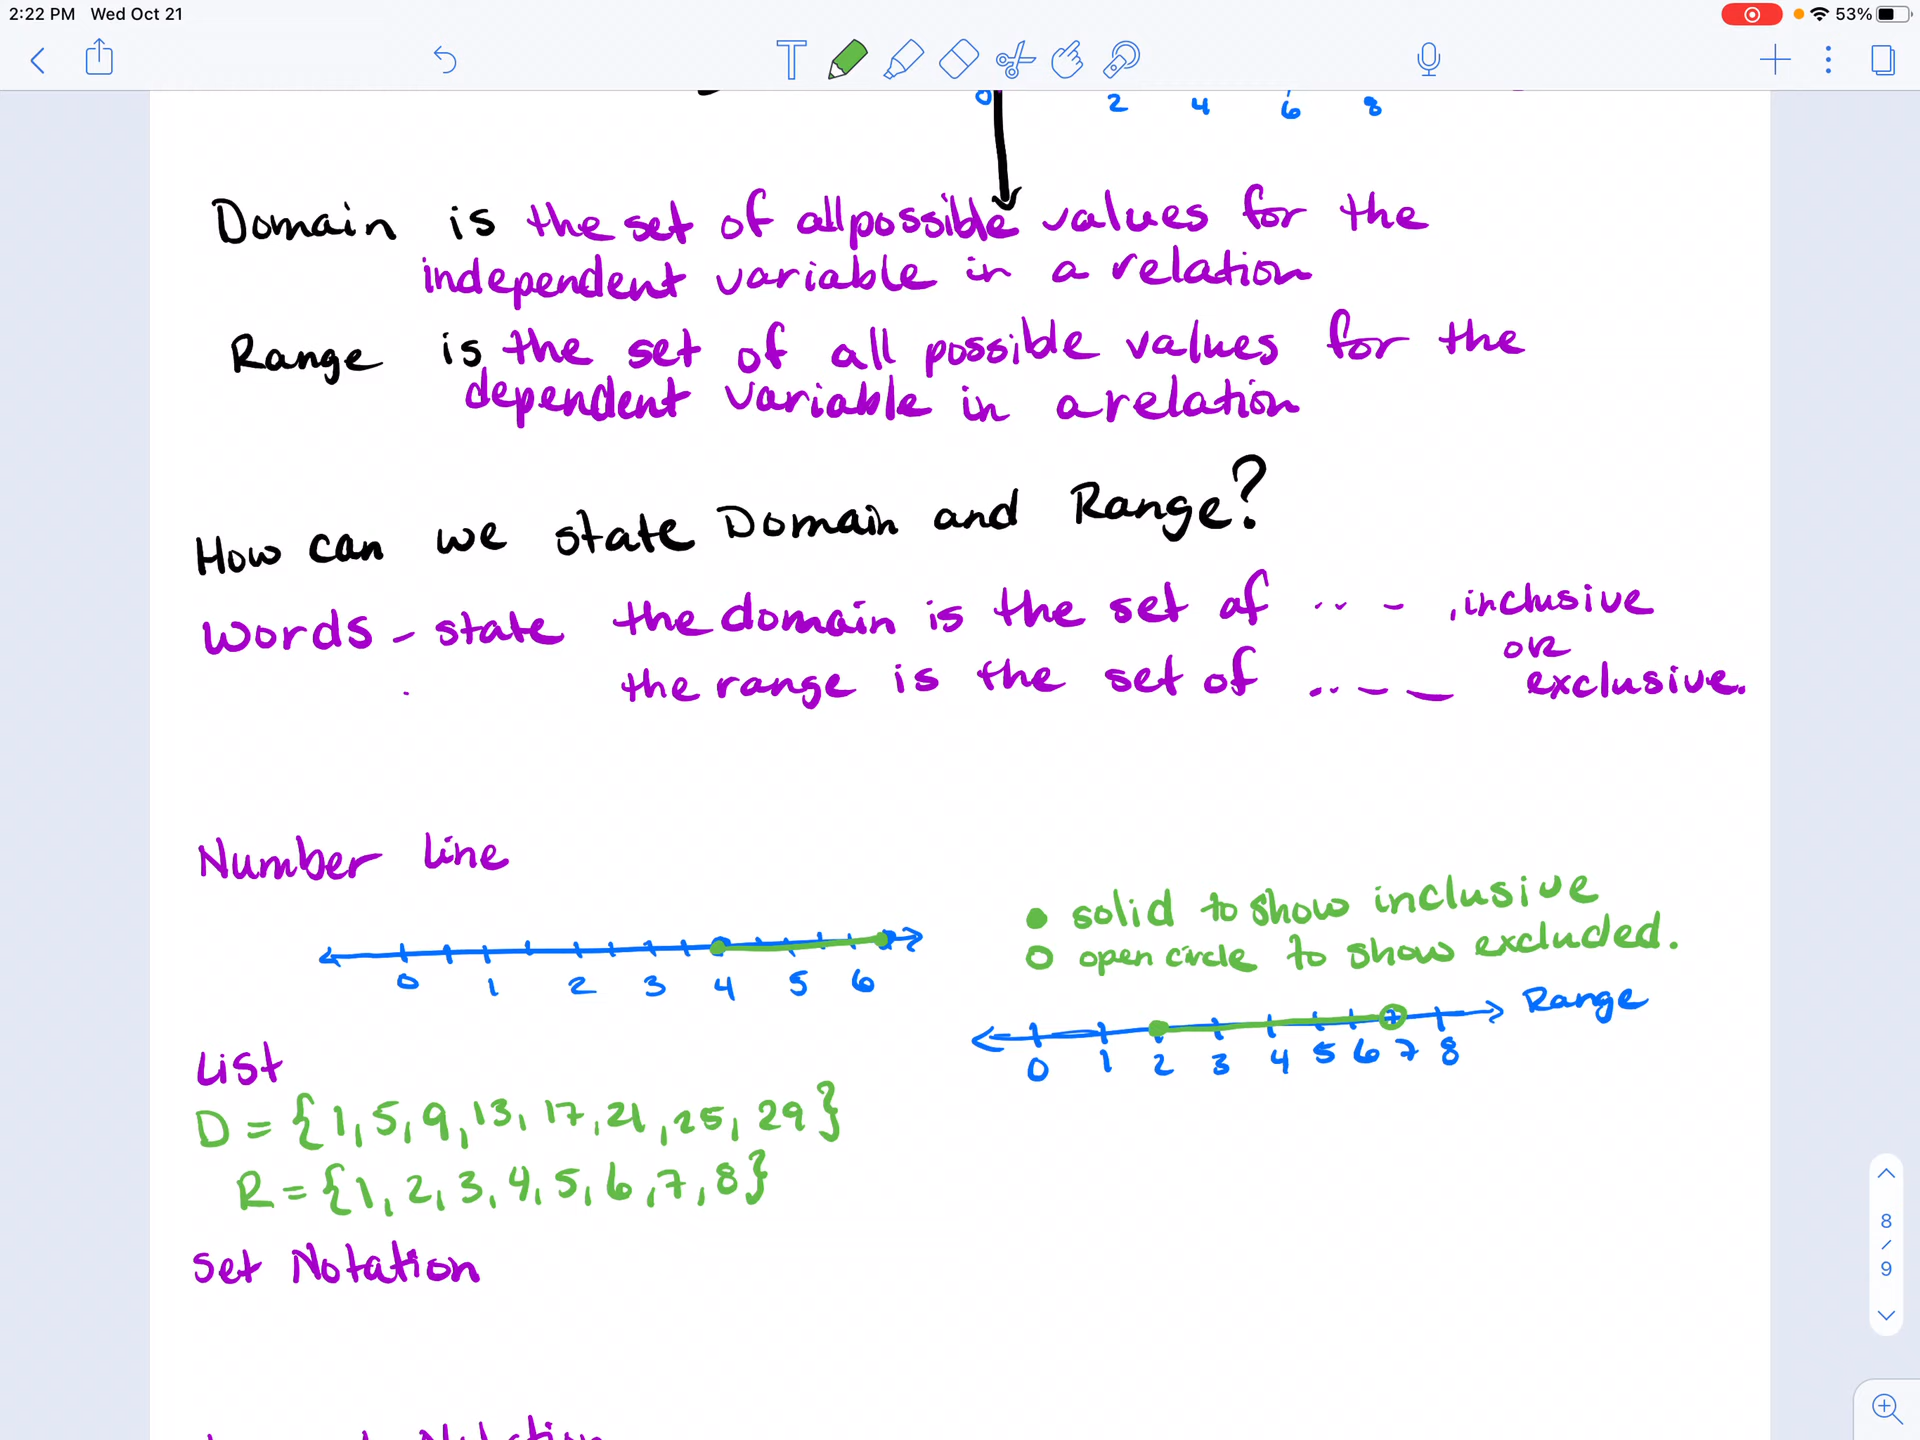 2:22 PM Wed Oct 21
53%
0 2 4 6 8
Domain is the set of all possible values for the
independent variable in a relation
Range is the set of all possible values for the
dependent variable in a relation
How can we state Domain and Range?
Words - state the domain is the set of .. - , inclusive
or
the range is the set of .. - - exclusive.
Number Line
● solid to show inclusive
○ open circle to show excluded.
0 1 2 3 4 5 6
Range
0 1 2 3 4 5 6 7 8
List
D = {1, 5, 9, 13, 17, 21, 25, 29}
R = {1, 2, 3, 4, 5, 6, 7, 8}
Set Notation
Notation
8
/
9